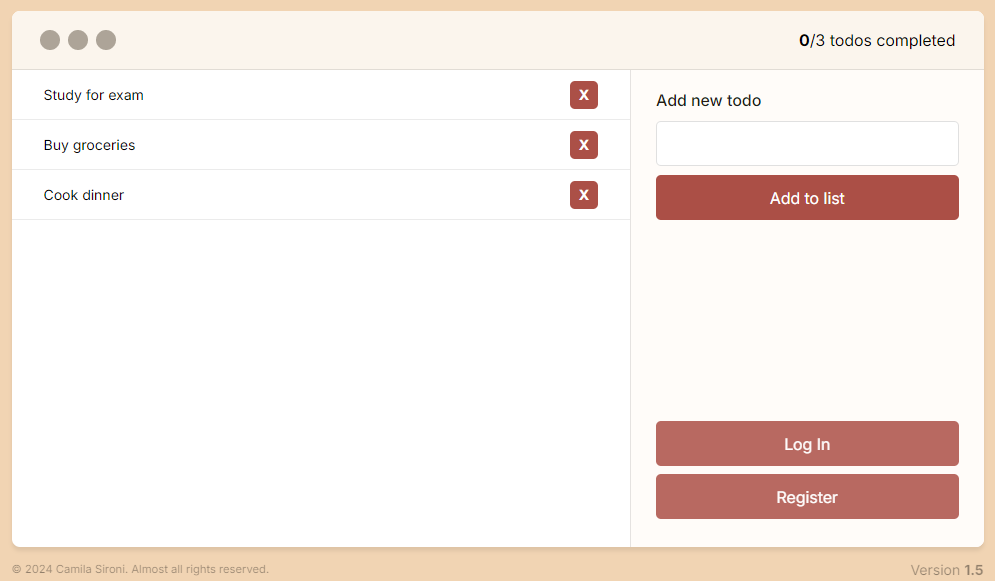 0/3 todos completed
Study for exam X
Buy groceries X
Cook dinner X
Add new todo
Add to list
Log In
Register
© 2024 Camila Sironi. Almost all rights reserved.
Version 1.5